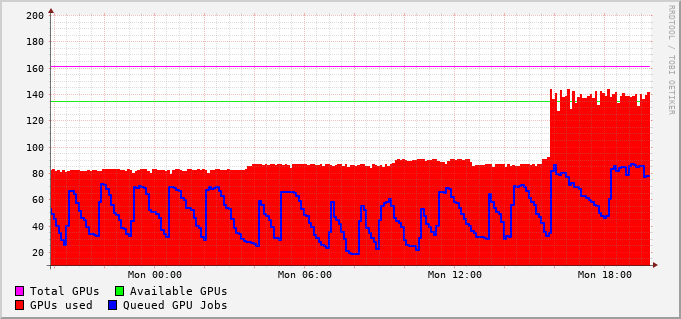 200
180
160
140
120
100
80
60
40
20
Mon 00:00 Mon 06:00 Mon 12:00 Mon 18:00
Total GPUs Available GPUs
GPUs used Queued GPU Jobs
RRDTOOL / TOBI OETIKER